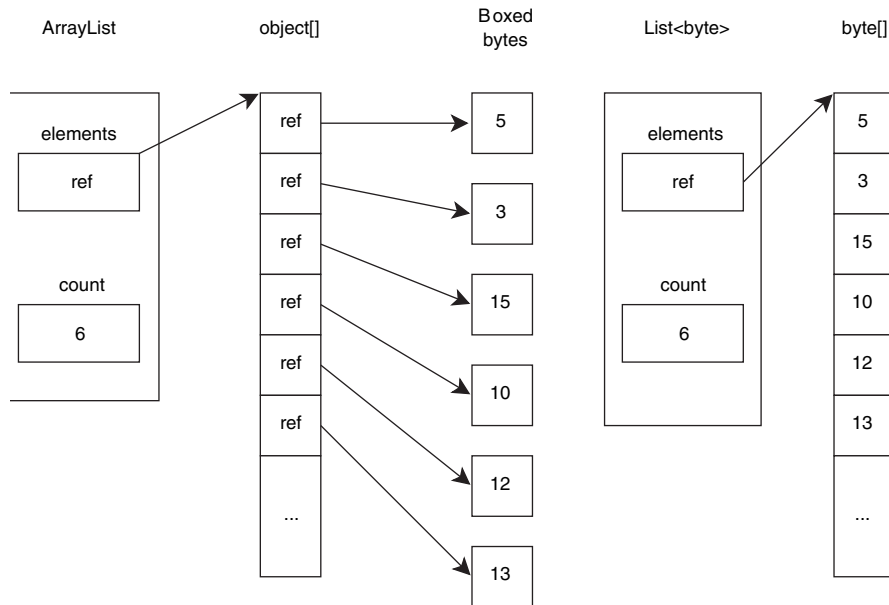 ArrayList
object[]
Boxed
bytes
List<byte>
byte[]
elements
ref
count
6
ref
ref
ref
ref
ref
ref
...
5
3
15
10
12
13
elements
ref
count
6
5
3
15
10
12
13
...